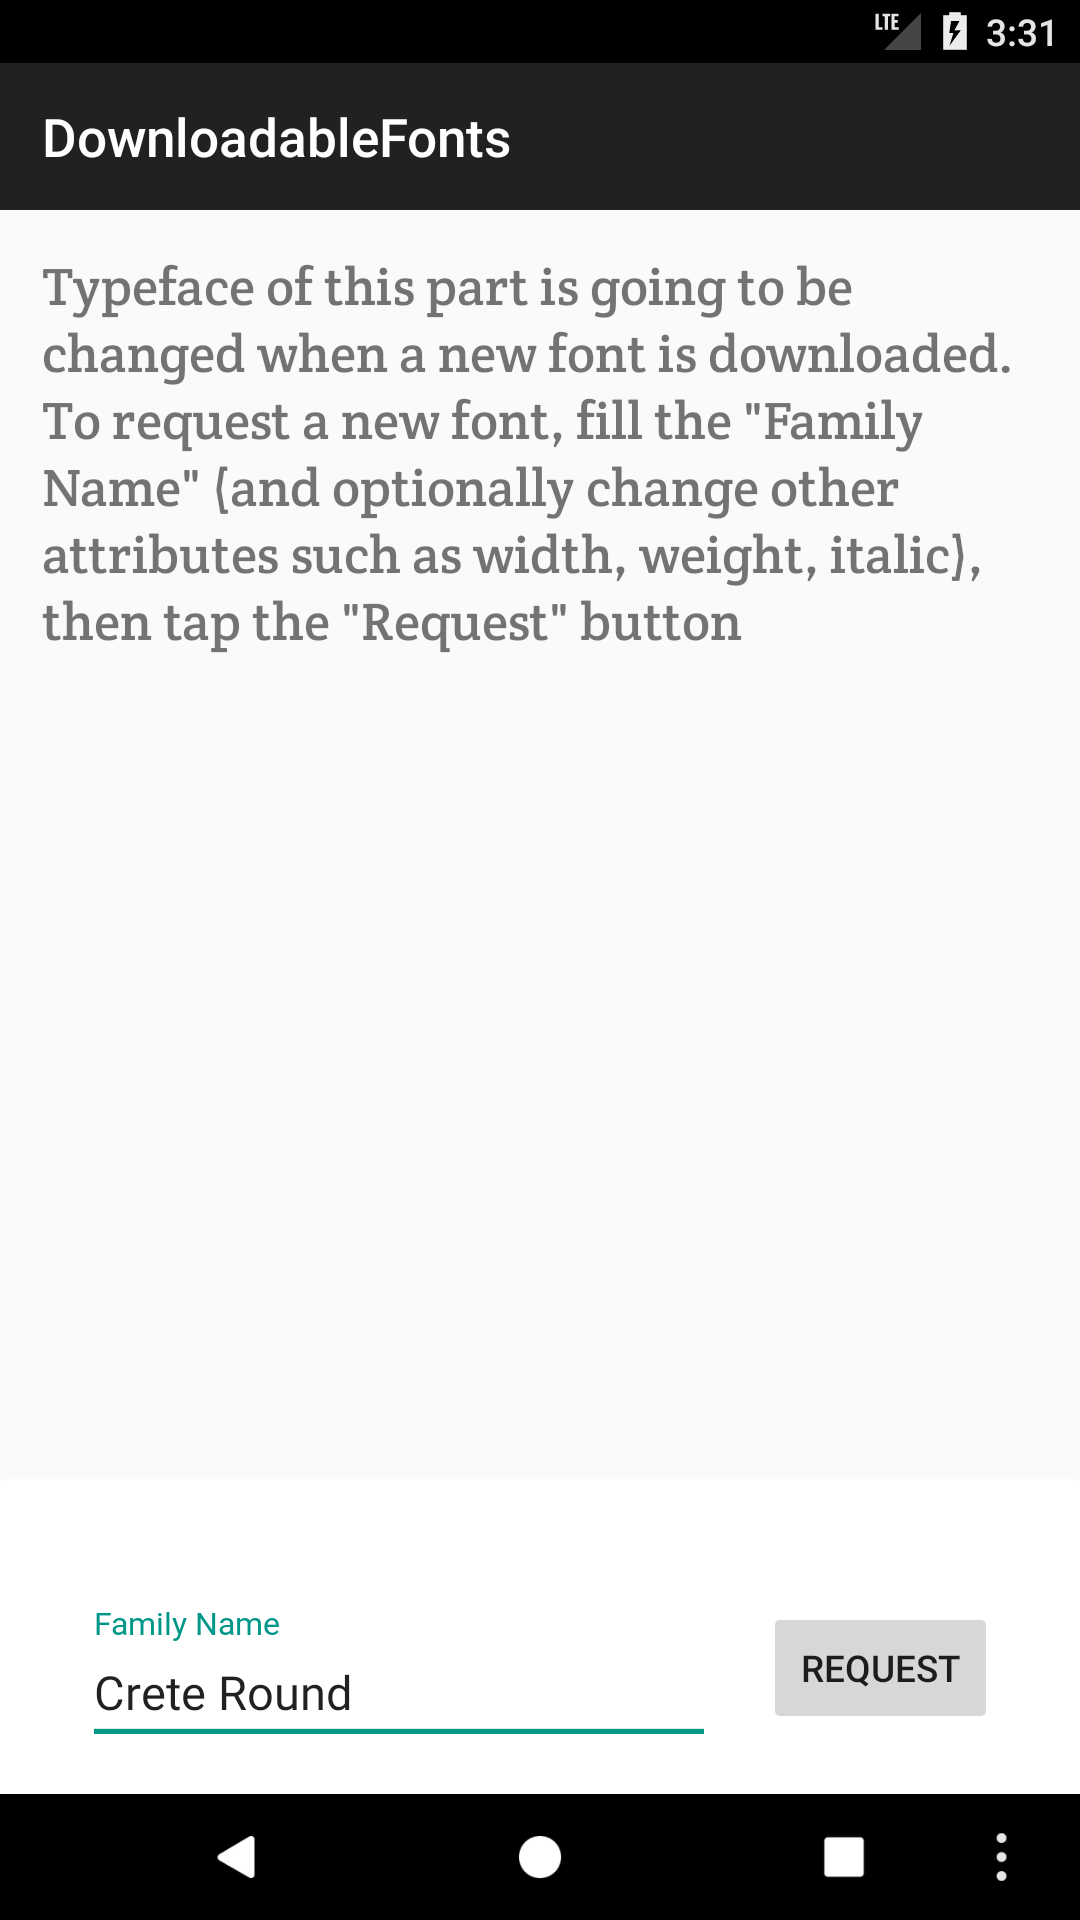 LTE 3:31
DownloadableFonts
Typeface of this part is going to be
changed when a new font is downloaded.
To request a new font, fill the "Family
Name" (and optionally change other
attributes such as width, weight, italic),
then tap the "Request" button
Family Name
Crete Round
REQUEST